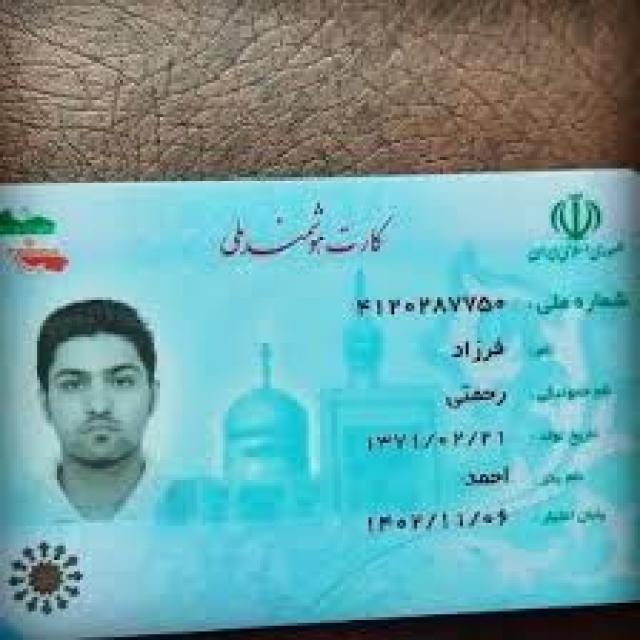 کارت هوشمند ملی
جمهوری اسلامی ایران
شماره ملی: ۴۱۲۰۲۸۷۷۵۰
نام: فرزاد
نام خانوادگی: رحمتی
تاریخ تولد: ۱۳۷۱/۰۲/۲۱
نام پدر: احمد
پایان اعتبار: ۱۴۰۲/۱۱/۰۶